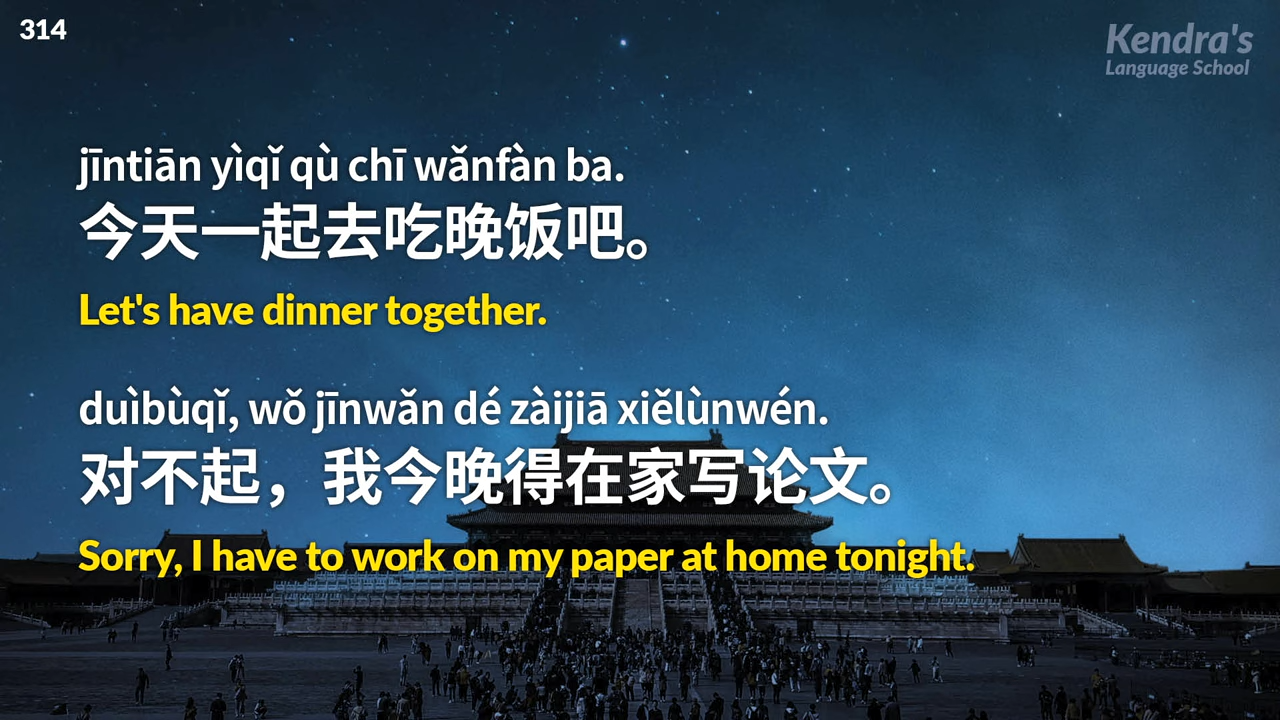 314
Kendra's
Language School
jīntiān yìqǐ qù chī wǎnfàn ba.
今天一起去吃晚饭吧。
Let's have dinner together.
duìbùqǐ, wǒ jīnwǎn dé zàijiā xiělùnwén.
对不起，我今晚得在家写论文。
Sorry, I have to work on my paper at home tonight.